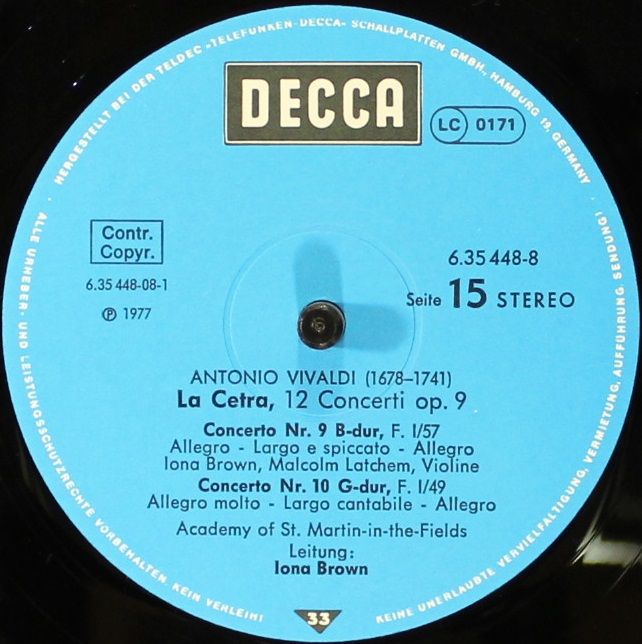 HERGESTELLT BEI DER TELDEC »TELEFUNKEN-DECCA« SCHALLPLATTEN GMBH., HAMBURG 19, GERMANY
DECCA
LC 0171
Contr.
Copyr.
6.35 448-08-1
℗ 1977
6.35 448-8
Seite 15 STEREO
ANTONIO VIVALDI (1678–1741)
La Cetra, 12 Concerti op. 9
Concerto Nr. 9 B-dur, F. I/57
Allegro - Largo e spiccato - Allegro
Iona Brown, Malcolm Latchem, Violine
Concerto Nr. 10 G-dur, F. I/49
Allegro molto - Largo cantabile - Allegro
Academy of St. Martin-in-the-Fields
Leitung:
Iona Brown
33
ALLE URHEBER- UND LEISTUNGSSCHUTZRECHTE VORBEHALTEN. KEIN VERLEIH! KEINE UNERLAUBTE VERVIELFÄLTIGUNG, VERMIETUNG, AUFFÜHRUNG, SENDUNG!